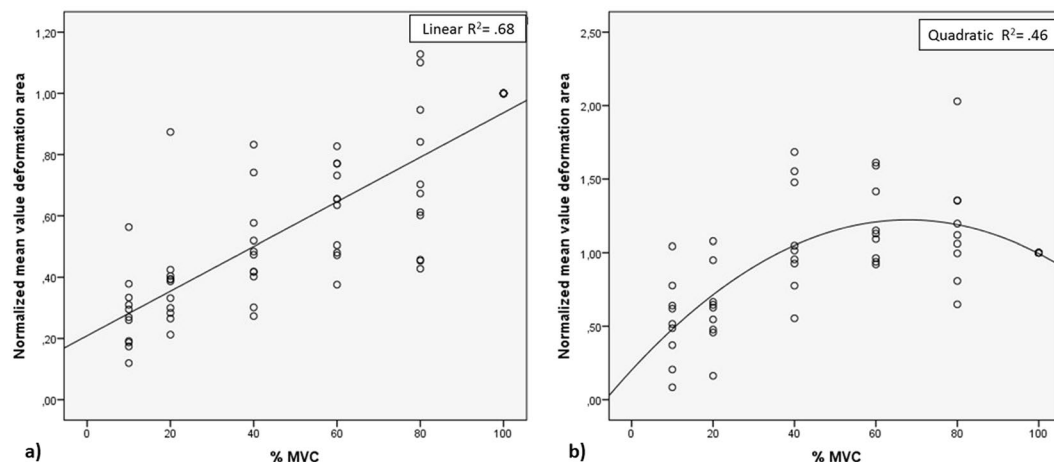 Linear R²= .68
Normalized mean value deformation area
1,20
1,00
,80
,60
,40
,20
,00
0 20 40 60 80 100
% MVC
a)
Quadratic R²= .46
Normalized mean value deformation area
2,50
2,00
1,50
1,00
,50
,00
0 20 40 60 80 100
% MVC
b)